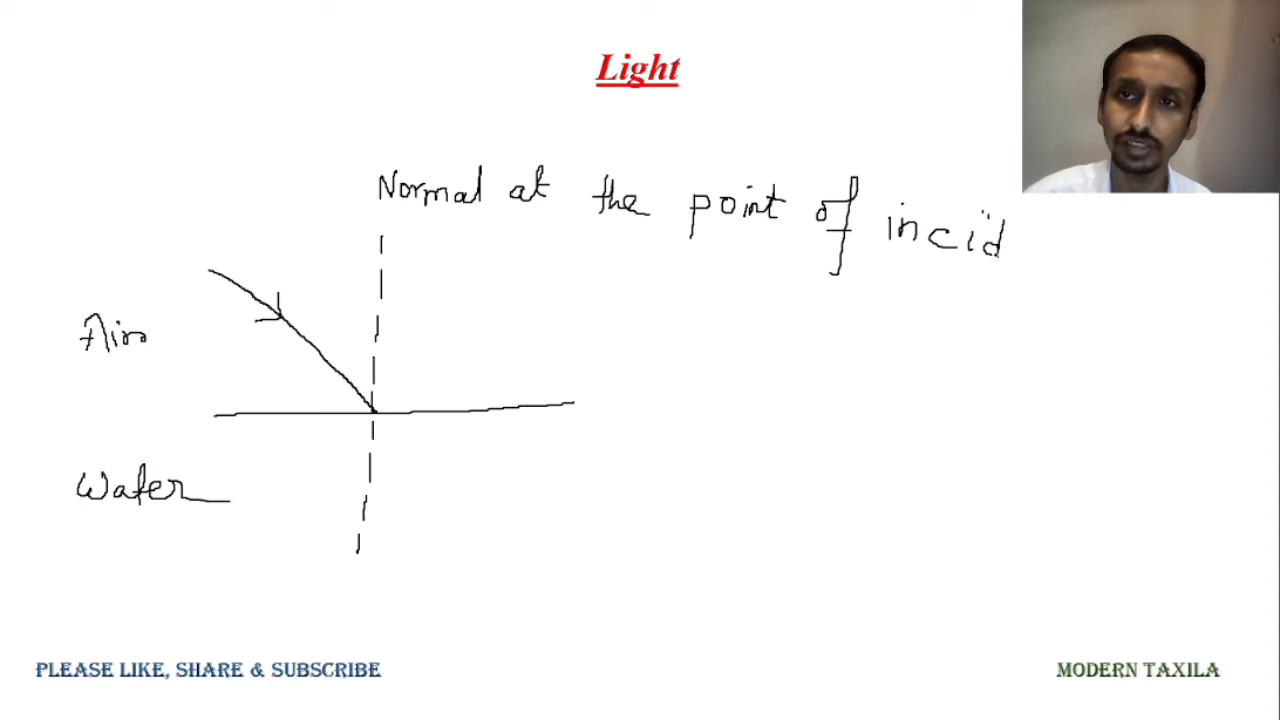 Light
Normal at the point of incid
Air
Water
PLEASE LIKE, SHARE & SUBSCRIBE
MODERN TAXILA